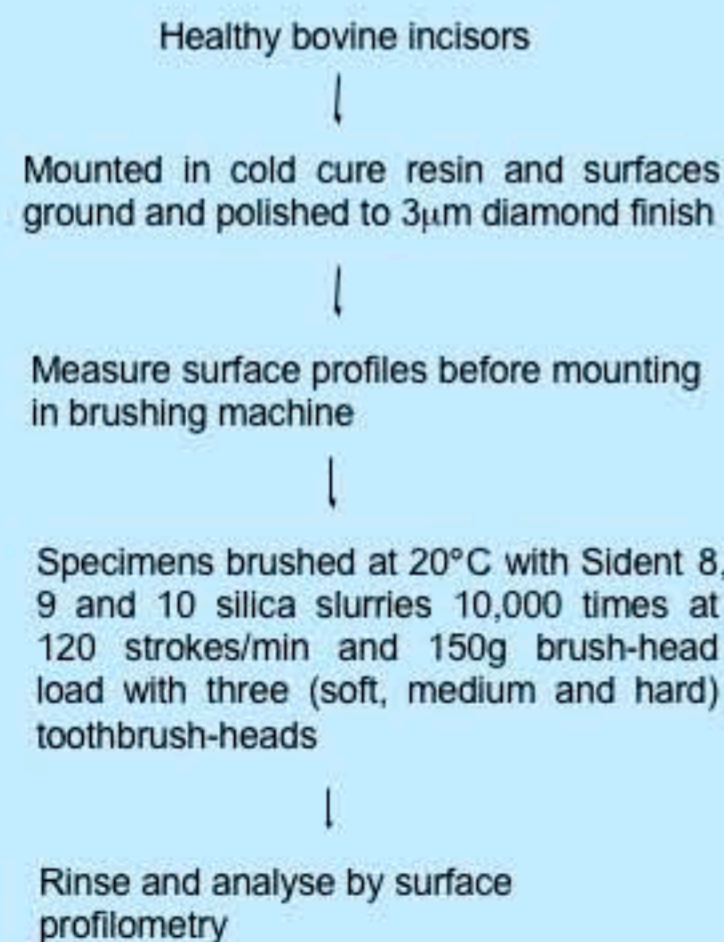 Healthy bovine incisors
Mounted in cold cure resin and surfaces
ground and polished to 3µm diamond finish
Measure surface profiles before mounting
in brushing machine
Specimens brushed at 20°C with Sident 8,
9 and 10 silica slurries 10,000 times at
120 strokes/min and 150g brush-head
load with three (soft, medium and hard)
toothbrush-heads
Rinse and analyse by surface
profilometry